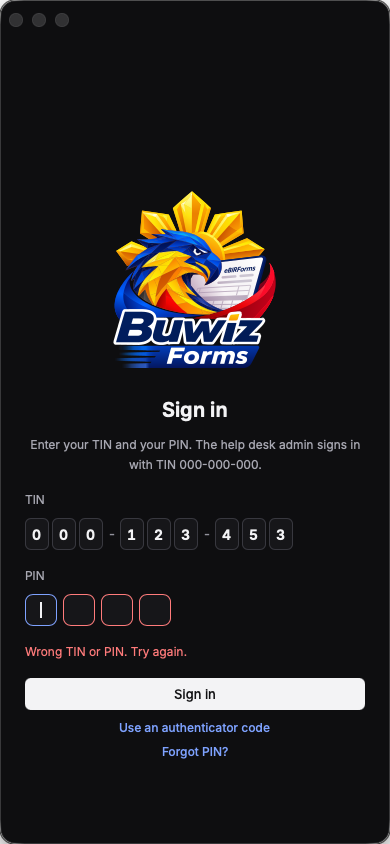 eBIRForms
Buwiz
Forms
Sign in
Enter your TIN and your PIN. The help desk admin signs in
with TIN 000-000-000.
TIN
0 0 0 - 1 2 3 - 4 5 3
PIN
Wrong TIN or PIN. Try again.
Sign in
Use an authenticator code
Forgot PIN?